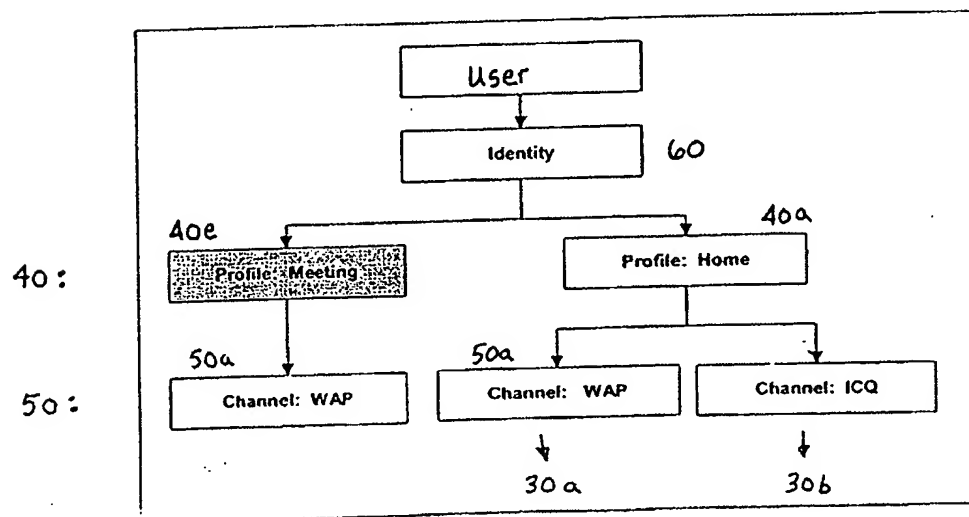 User
Identity
60
40e
40a
40:
Profile: Meeting
Profile: Home
50a
50a
50:
Channel: WAP
Channel: WAP
Channel: ICQ
30a
30b